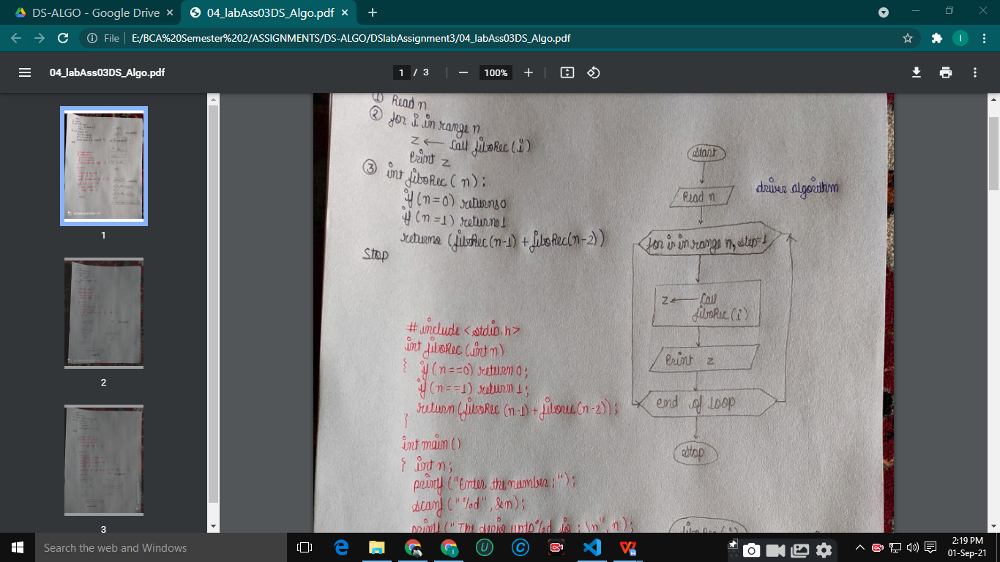 DS-ALGO - Google Drive
04_labAss03DS_Algo.pdf
File
E:/BCA%20Semester%202/ASSIGNMENTS/DS-ALGO/DSlabAssignment3/04_labAss03DS_Algo.pdf
I
04_labAss03DS_Algo.pdf
1 / 3
100%
1
2
3
① Read n
② for i in range n
z ← Call fiboRec(i)
Print z
③ int fiboRec( n):
if (n=0) returns 0
if (n=1) returns 1
returns (fiboRec(n-1) + fiboRec(n-2))
Stop
# include <stdio.h>
int fiboRec (int n)
{ if (n==0) return 0;
if (n==1) return 1;
return (fiboRec (n-1) + fiborec(n-2));
}
int main ()
{ int n;
printf ("Enter the number ;");
scanf ("%d", &n);
printf ("The series upto %d is : \n", n);
Start
Read n
driver algorithm
for i in range n, step=1
z ← Call
fiboRec(i)
Print z
end of loop
Stop
fiboRec(i)
Search the web and Windows
2:19 PM
01-Sep-21